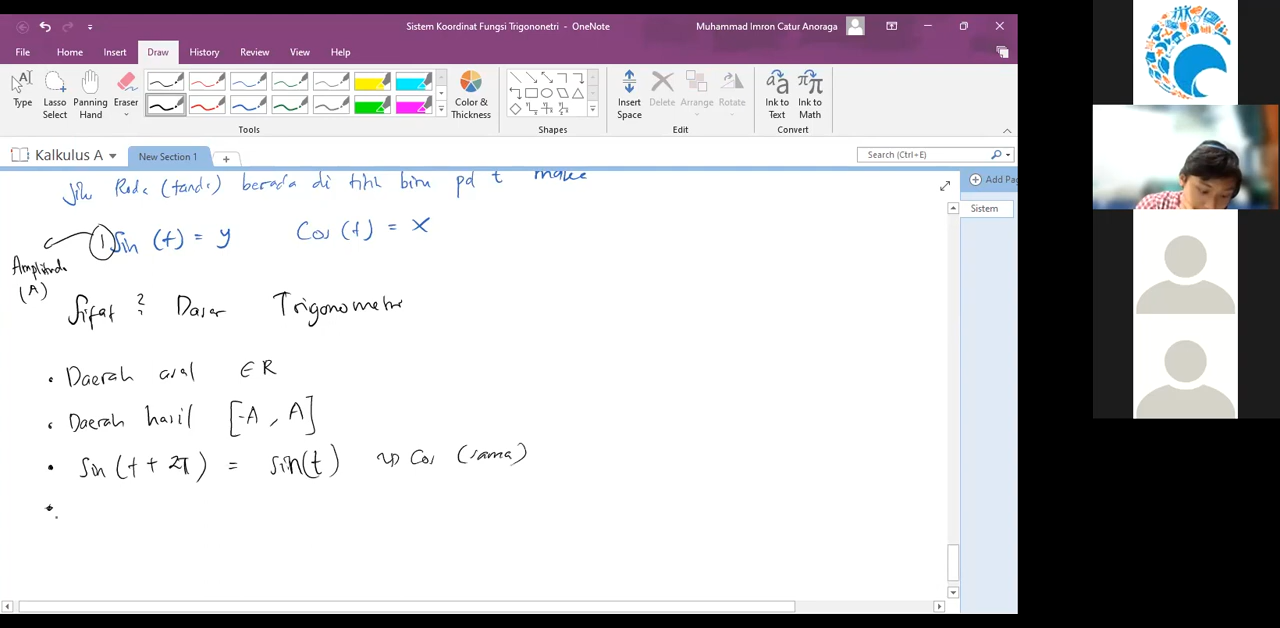 Sistem Koordinat Fungsi Trigonometri - OneNote
Muhammad Imron Catur Anoraga
File Home Insert Draw History Review View Help
Type
Lasso Select
Panning Hand
Eraser
Color & Thickness
Insert Space
Delete
Arrange
Rotate
Ink to Text
Ink to Math
Tools
Shapes
Edit
Convert
Kalkulus A
New Section 1
Search (Ctrl+E)
Add Pag
Sistem
Roda (tanda) berada di titik biru pd t maka
1 Sin (t) = y Cos (t) = x
Amplitudo
(A)
Sifat 2 Dasar Trigonometri
• Daerah asal ∈ R
• Daerah hasil [-A , A]
• Sin (t + 2π) = Sin(t) Cos (sama)
•